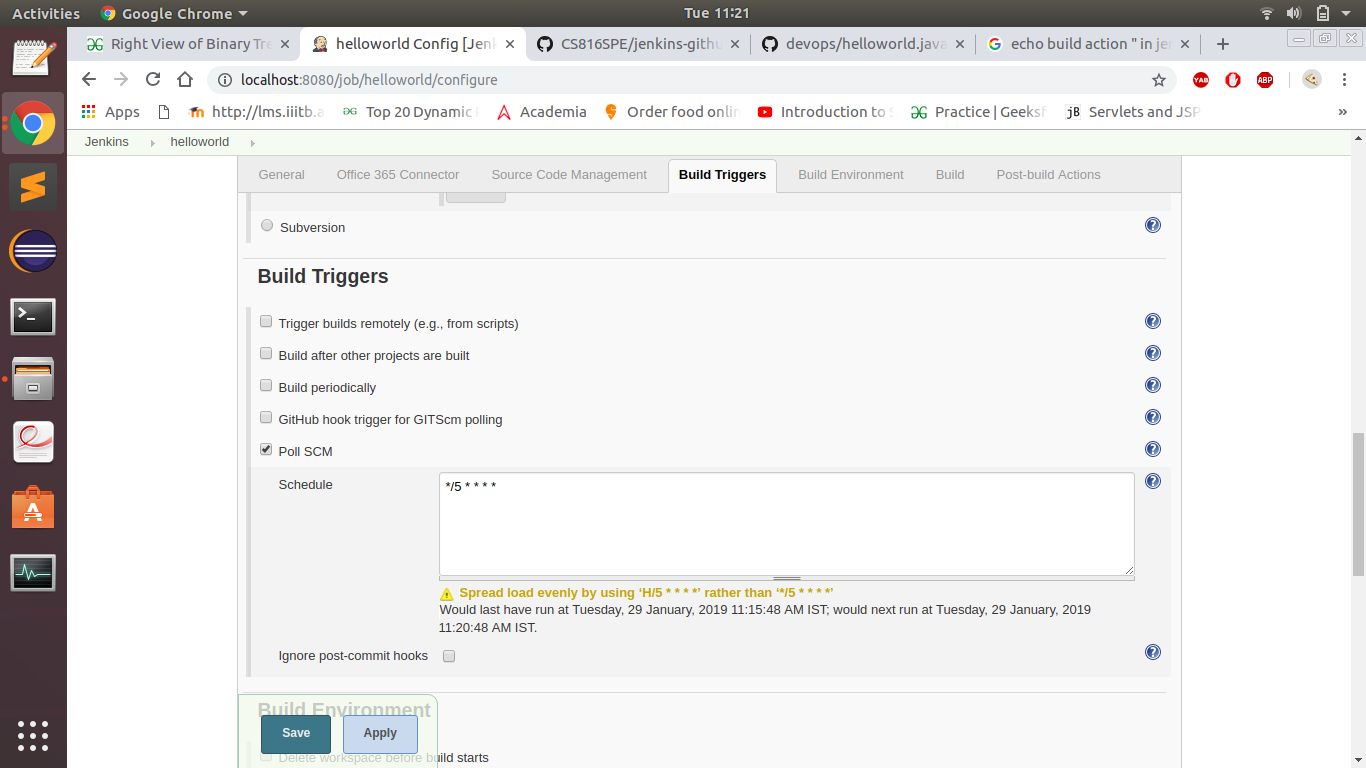 Activities Google Chrome Tue 11:21
Right View of Binary Tre helloworld Config [Jenk CS816SPE/jenkins-githu devops/helloworld.java echo build action " in je
localhost:8080/job/helloworld/configure YAB ABP
Apps http://lms.iiitb.a Top 20 Dynamic Academia Order food onlin Introduction to S Practice | Geeksf jB Servlets and JSP »
Jenkins helloworld
General Office 365 Connector Source Code Management Build Triggers Build Environment Build Post-build Actions
Subversion
Build Triggers
Trigger builds remotely (e.g., from scripts)
Build after other projects are built
Build periodically
GitHub hook trigger for GITScm polling
Poll SCM
Schedule */5 * * * *
Spread load evenly by using ‘H/5 * * * *’ rather than ‘*/5 * * * *’
Would last have run at Tuesday, 29 January, 2019 11:15:48 AM IST; would next run at Tuesday, 29 January, 2019
11:20:48 AM IST.
Ignore post-commit hooks
Build Environment
Save Apply
Delete workspace before build starts